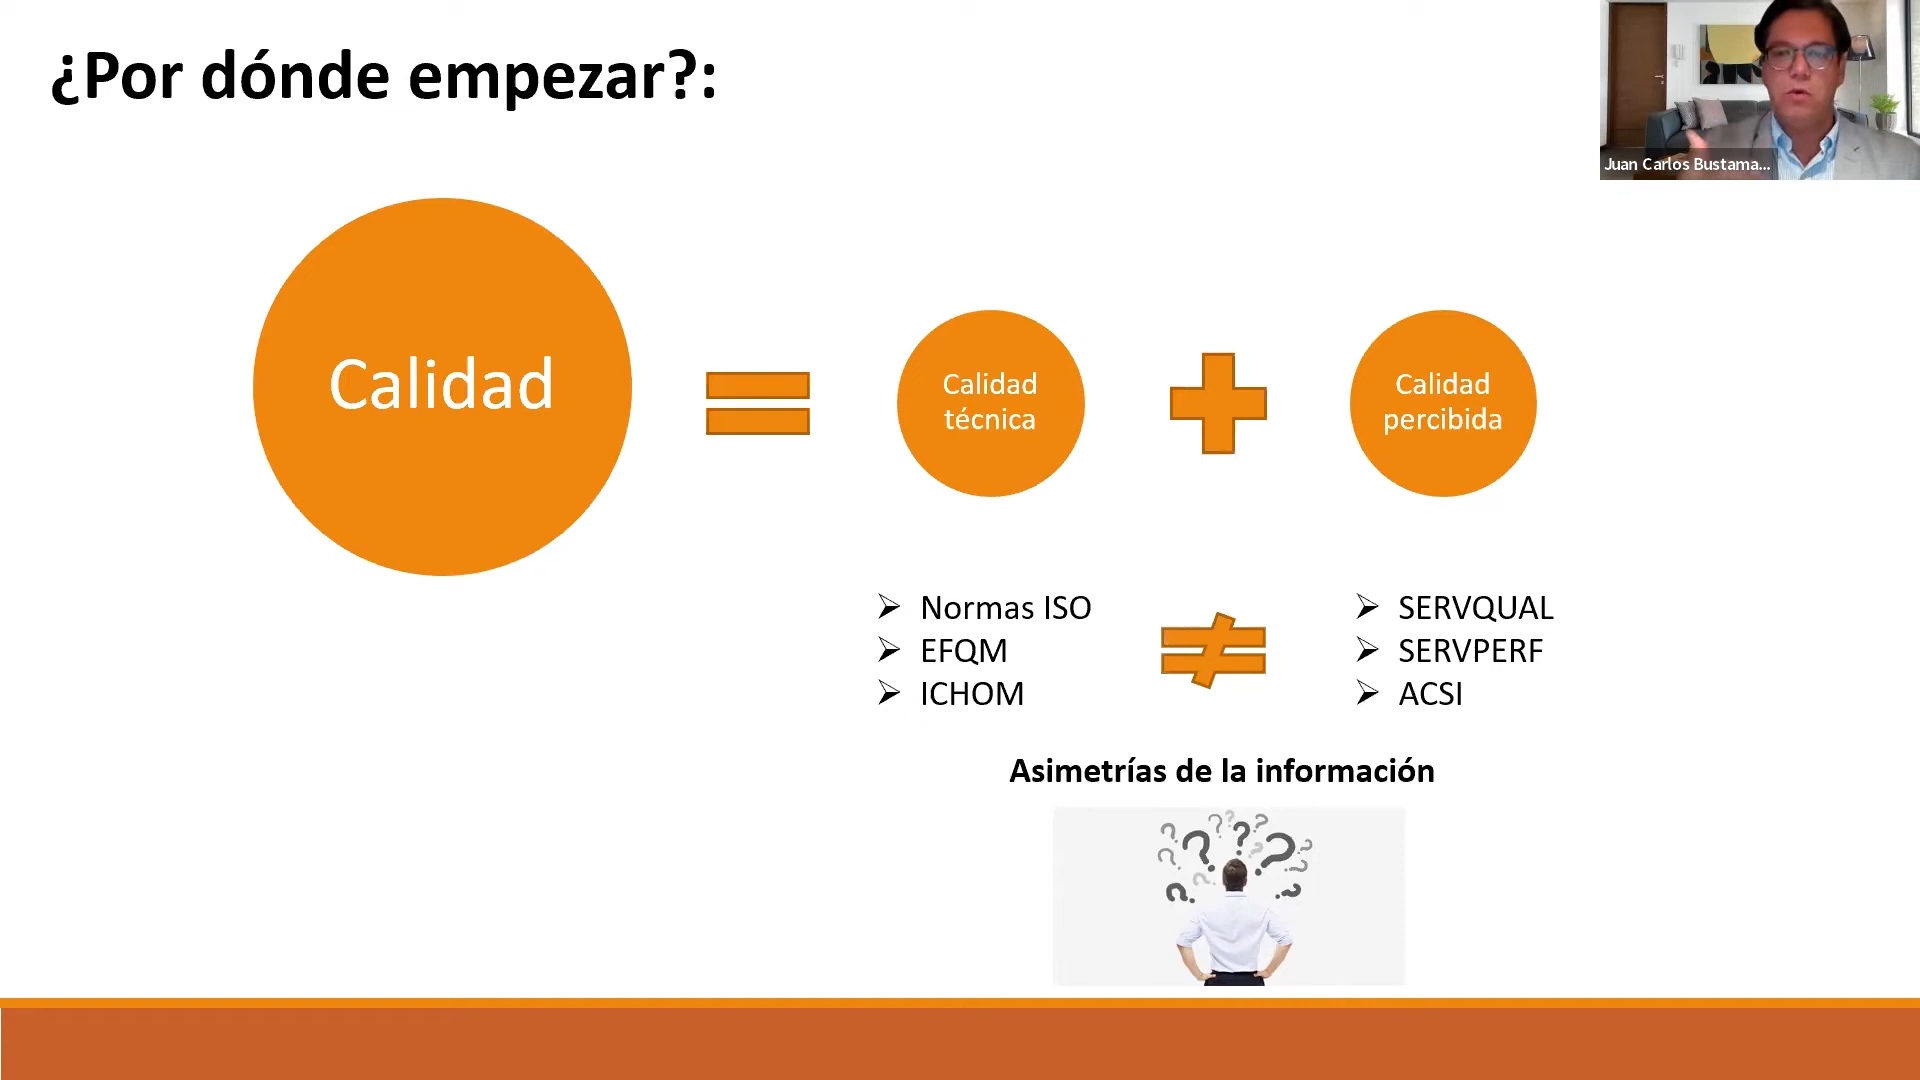 ¿Por dónde empezar?:
Juan Carlos Bustama...
Calidad
Calidad
técnica
Calidad
percibida
Normas ISO
EFQM
ICHOM
SERVQUAL
SERVPERF
ACSI
Asimetrías de la información